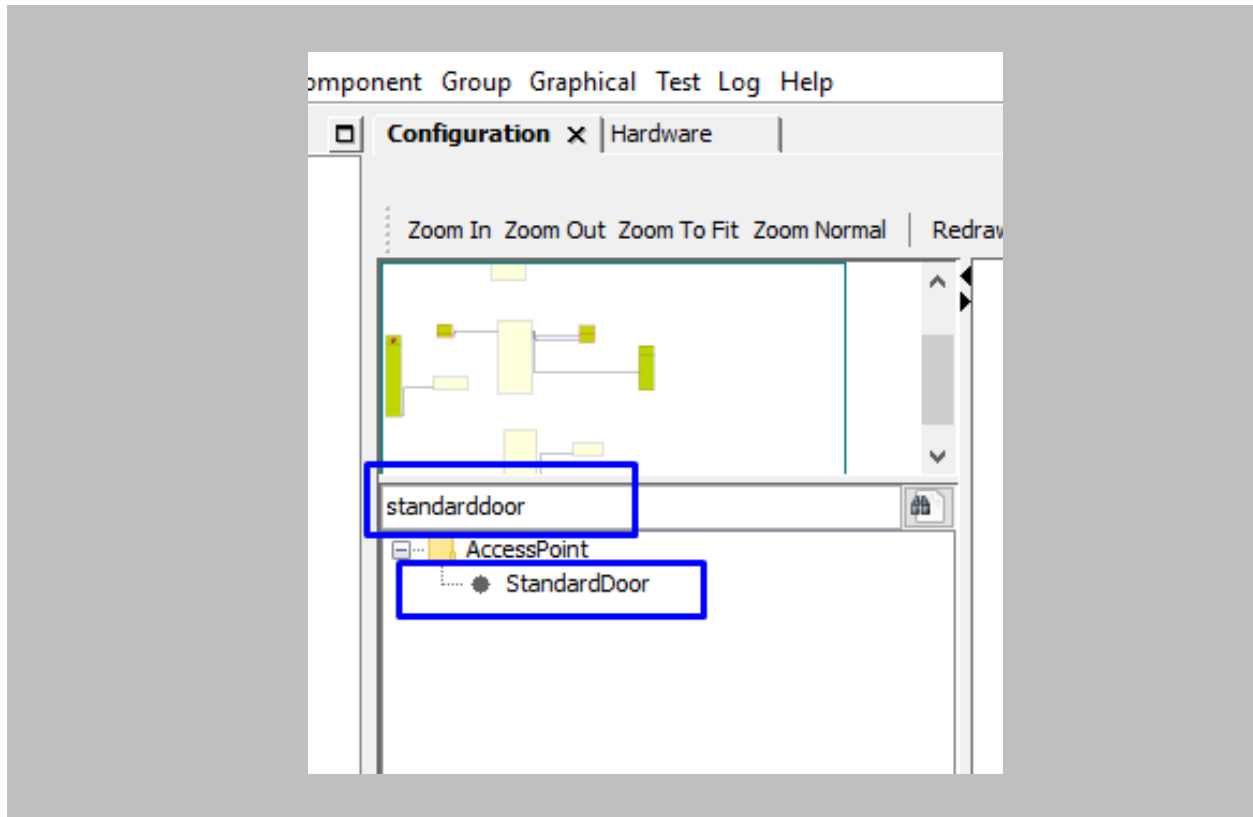 omponent Group Graphical Test Log Help
Configuration Hardware
Zoom In Zoom Out Zoom To Fit Zoom Normal Redraw
standarddoor
AccessPoint
StandardDoor